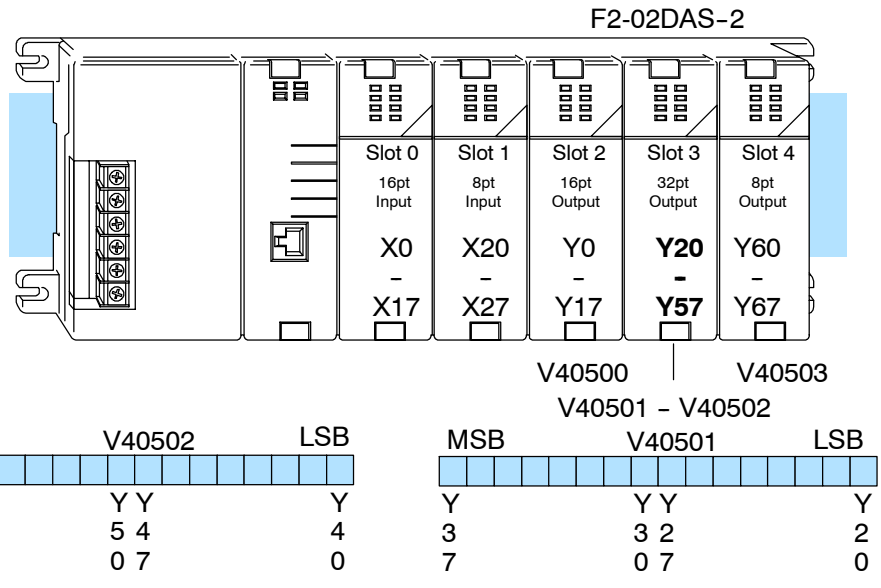 F2-02DAS-2
Slot 0 Slot 1 Slot 2 Slot 3 Slot 4
16pt 8pt 16pt 32pt 8pt
Input Input Output Output Output
X0 X20 Y0 Y20 Y60
- - - - -
X17 X27 Y17 Y57 Y67
V40500 V40503
V40501 - V40502
V40502 LSB MSB V40501 LSB
Y Y Y Y Y Y Y
5 4 4 3 3 2 2
0 7 0 7 0 7 0